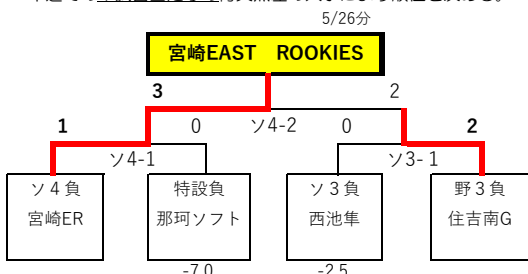 5/26分
宮崎EAST ROOKIES
3 2
1 0 ソ4-2 0 2
ソ4-1 ソ3-1
ソ４負 特設負 ソ３負 野３負
宮崎ER 那珂ソフト 西池隼 住吉南G
-7.0 -2.5